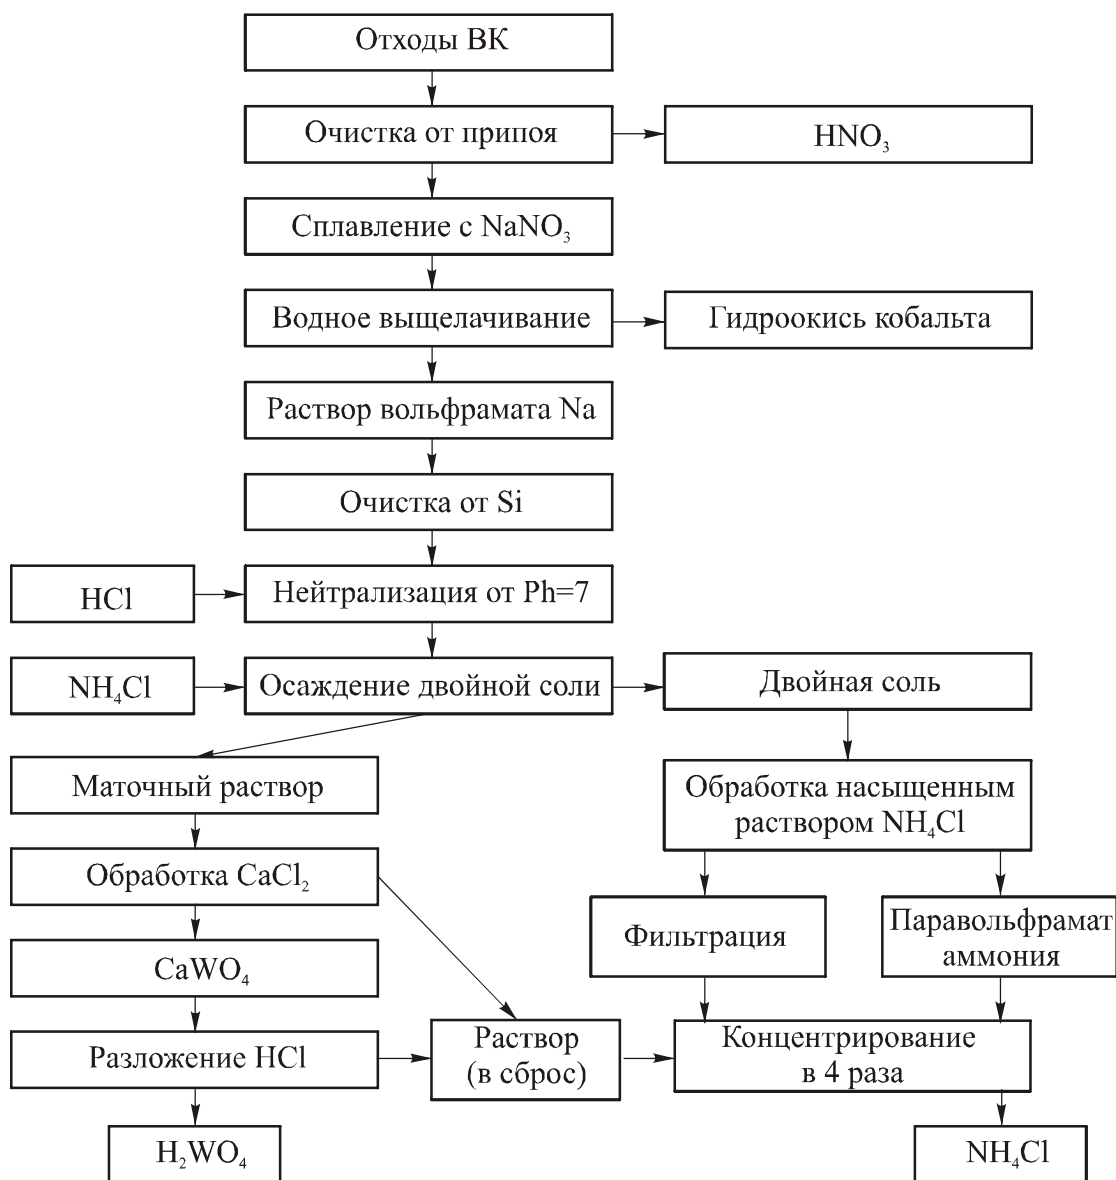 Отходы ВК
Очистка от припоя
HNO₃
Сплавление с NaNO₃
Водное выщелачивание
Гидроокись кобальта
Раствор вольфрамата Na
Очистка от Si
HCl
Нейтрализация от Ph=7
NH₄Cl
Осаждение двойной соли
Двойная соль
Маточный раствор
Обработка насыщенным
раствором NH₄Cl
Обработка CaCl₂
Фильтрация
Паравольфрамат
аммония
CaWO₄
Разложение HCl
Раствор
(в сброс)
Концентрирование
в 4 раза
H₂WO₄
NH₄Cl